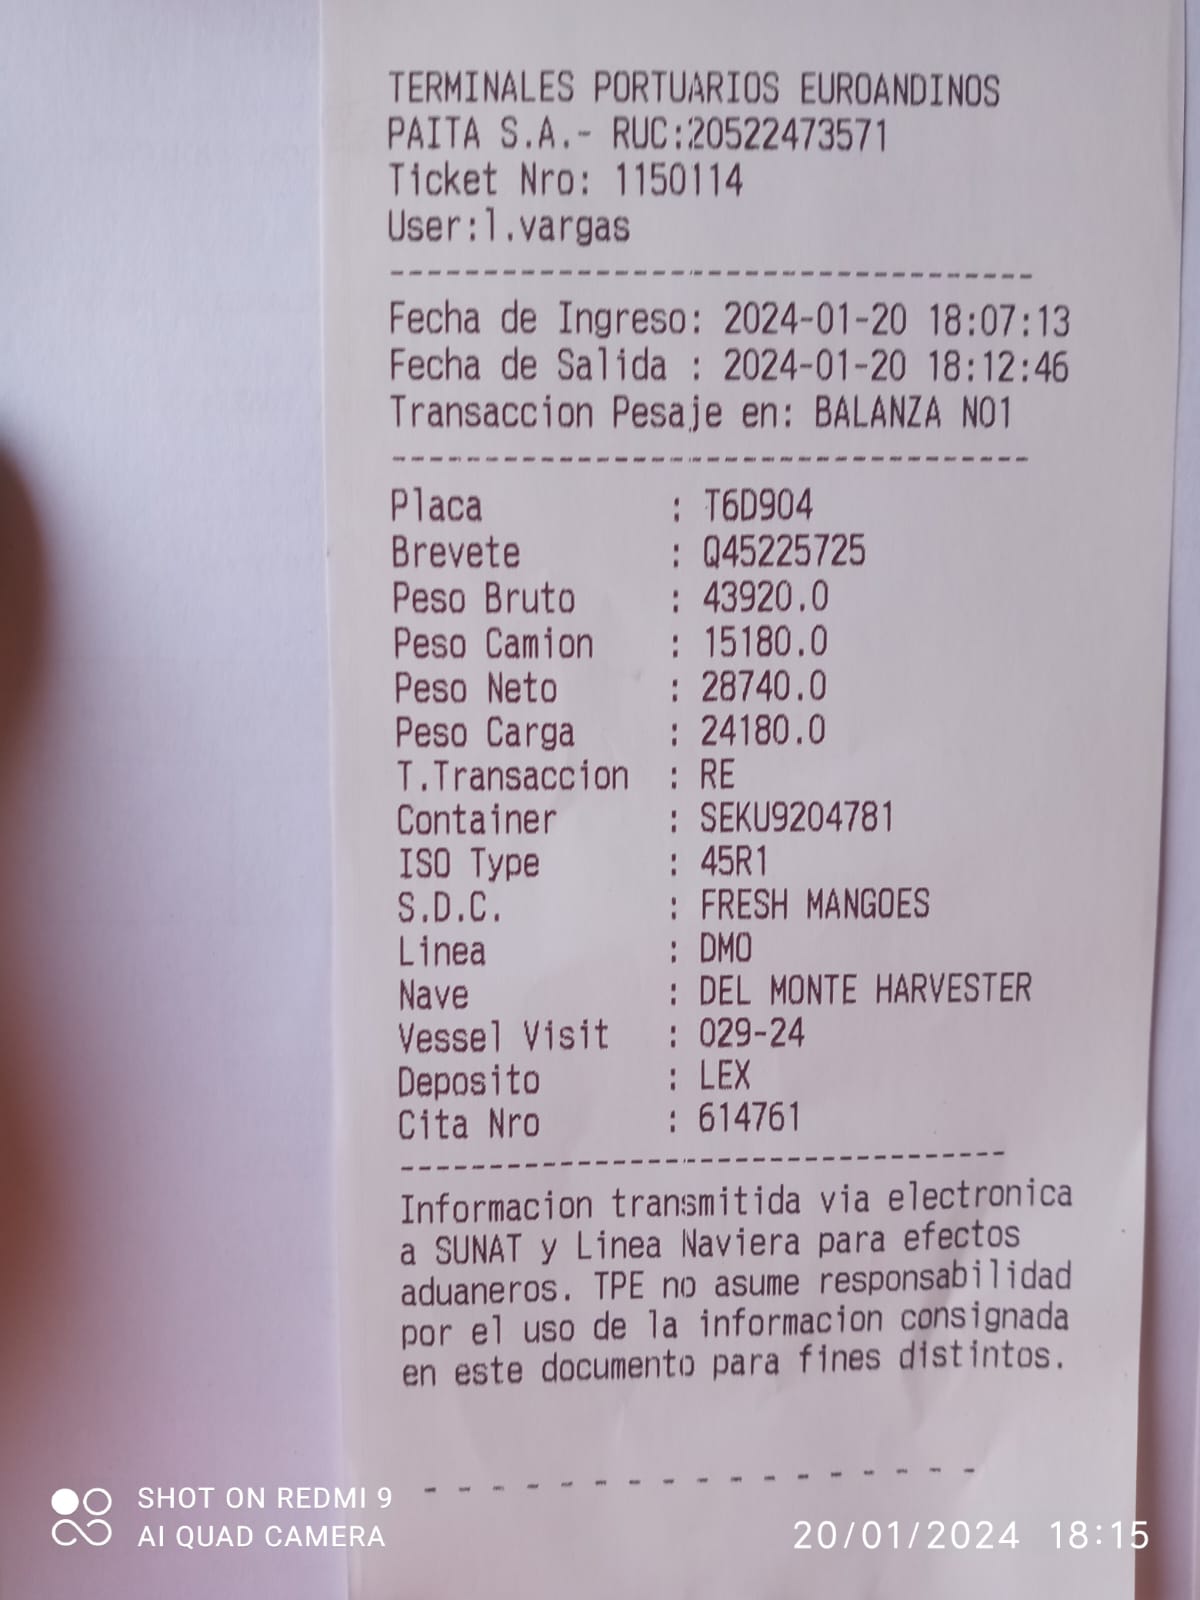 TERMINALES PORTUARIOS EUROANDINOS
PAITA S.A.- RUC:20522473571
Ticket Nro: 1150114
User:l.vargas
-----------------------------------
Fecha de Ingreso: 2024-01-20 18:07:13
Fecha de Salida : 2024-01-20 18:12:46
Transaccion Pesaje en: BALANZA NO1
-----------------------------------
Placa : T6D904
Brevete : Q45225725
Peso Bruto : 43920.0
Peso Camion : 15180.0
Peso Neto : 28740.0
Peso Carga : 24180.0
T.Transaccion : RE
Container : SEKU9204781
ISO Type : 45R1
S.D.C. : FRESH MANGOES
Linea : DMO
Nave : DEL MONTE HARVESTER
Vessel Visit : 029-24
Deposito : LEX
Cita Nro : 614761
-----------------------------------
Informacion transmitida via electronica
a SUNAT y Linea Naviera para efectos
aduaneros. TPE no asume responsabilidad
por el uso de la informacion consignada
en este documento para fines distintos.
- - - - - - - - - - - - - - - - -
SHOT ON REDMI 9
AI QUAD CAMERA
20/01/2024 18:15